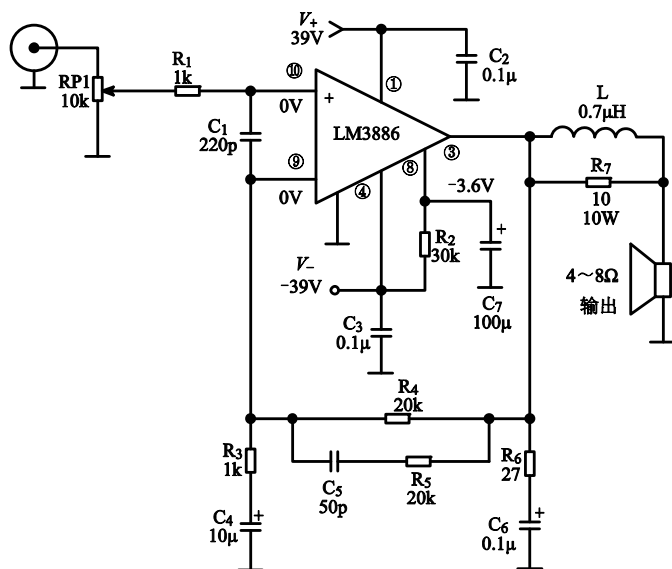 V+
39V
C2
0.1μ
R1
1k
RP1
10k
⑩
①
0V
+
L
0.7μH
LM3886
C1
220p
③
⑨
④
⑧
R7
10
10W
0V
-3.6V
+
R2
30k
V−
-39V
4～8Ω
输出
C7
100μ
C3
0.1μ
R4
20k
R3
1k
R6
27
C5
50p
R5
20k
C4
10μ
+
C6
0.1μ
+